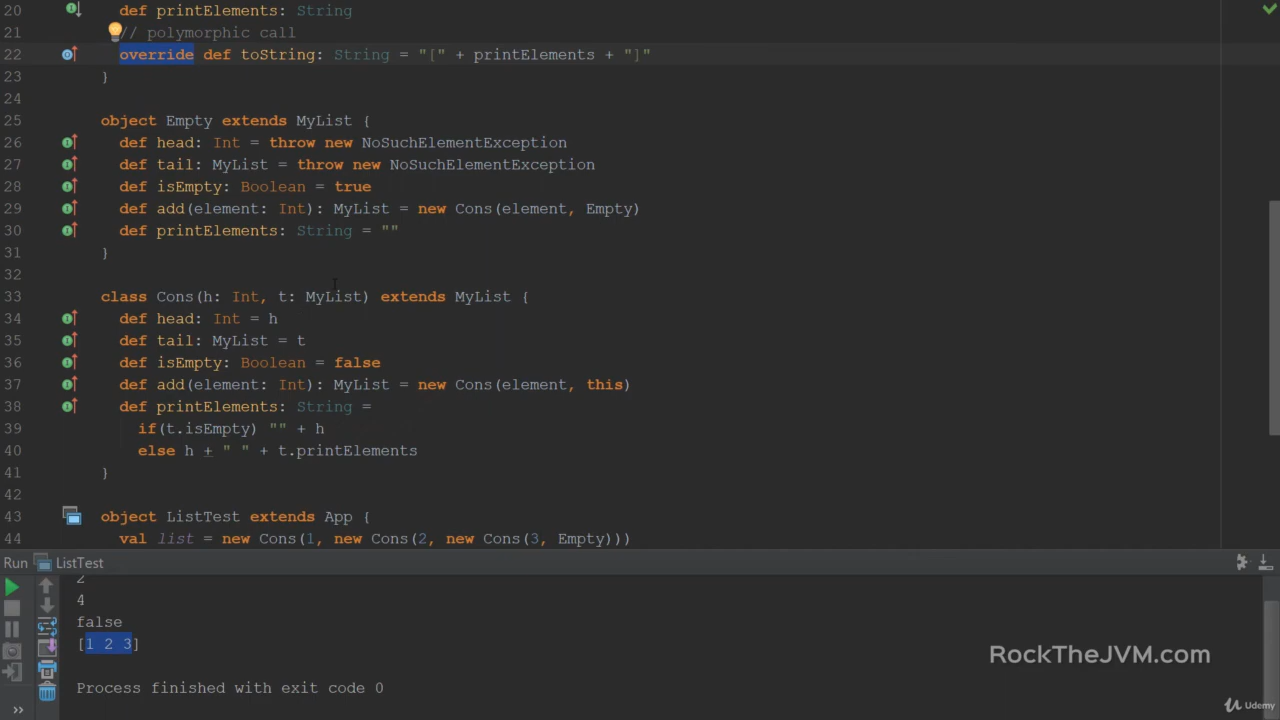 20 def printElements: String
21 // polymorphic call
22 override def toString: String = "[" + printElements + "]"
23 }
24
25 object Empty extends MyList {
26 def head: Int = throw new NoSuchElementException
27 def tail: MyList = throw new NoSuchElementException
28 def isEmpty: Boolean = true
29 def add(element: Int): MyList = new Cons(element, Empty)
30 def printElements: String = ""
31 }
32
33 class Cons(h: Int, t: MyList) extends MyList {
34 def head: Int = h
35 def tail: MyList = t
36 def isEmpty: Boolean = false
37 def add(element: Int): MyList = new Cons(element, this)
38 def printElements: String =
39 if(t.isEmpty) "" + h
40 else h + " " + t.printElements
41 }
42
43 object ListTest extends App {
44 val list = new Cons(1, new Cons(2, new Cons(3, Empty)))
Run ListTest
2
4
false
[1 2 3]
RockTheJVM.com
Process finished with exit code 0
Udemy